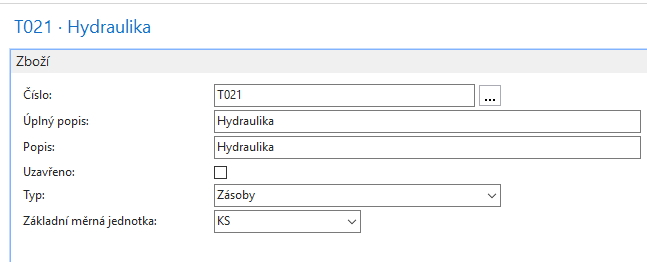 T021 · Hydraulika
Zboží
Číslo: T021 ...
Úplný popis: Hydraulika
Popis: Hydraulika
Uzavřeno:
Typ: Zásoby
Základní měrná jednotka: KS